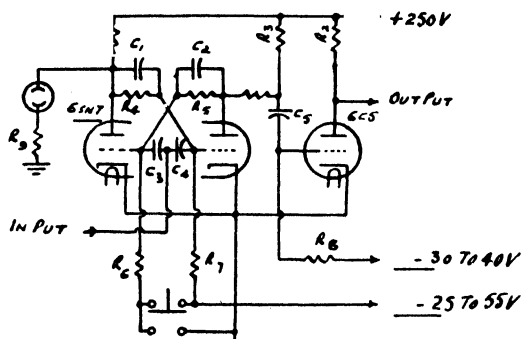 +250V
R3
R2
C1
C2
R4
R5
C5
OUTPUT
6SN7
6C5
R9
C3
C4
INPUT
R8
- 30 TO 40V
R6
R7
- 25 TO 55V